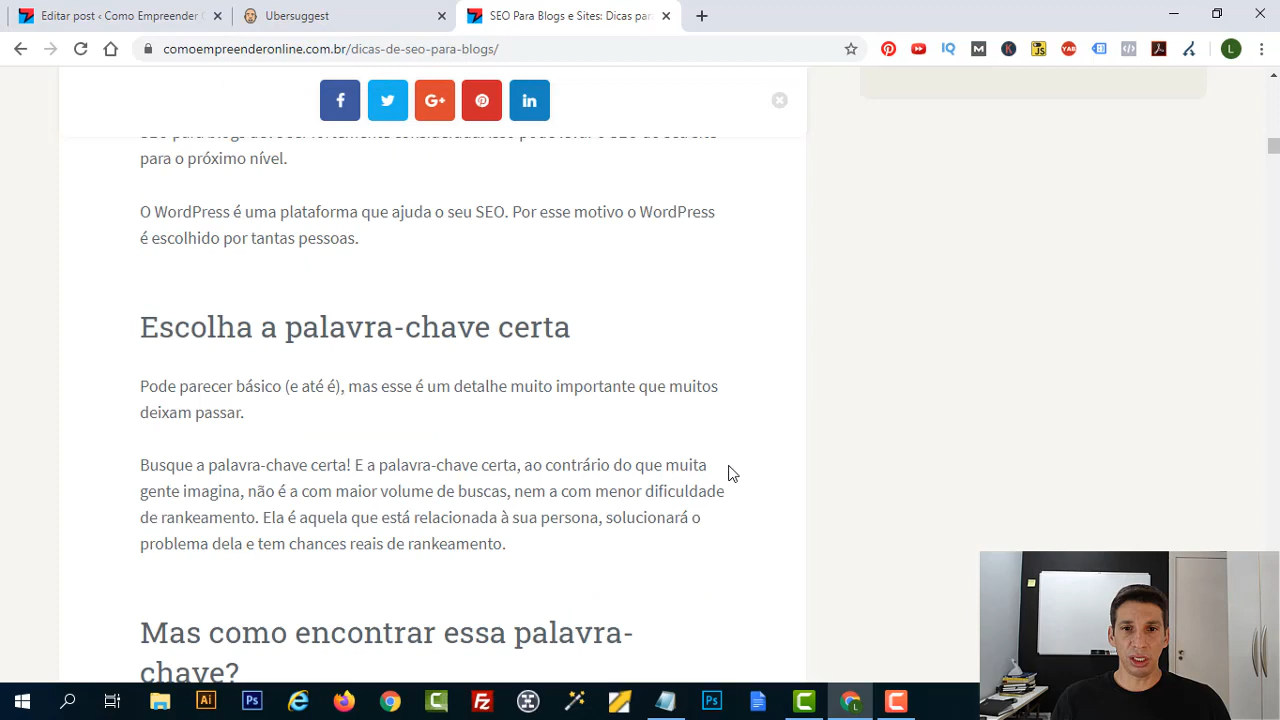 Editar post < Como Empreender
Ubersuggest
SEO Para Blogs e Sites: Dicas par
comoempreenderonline.com.br/dicas-de-seo-para-blogs/
para o próximo nível.
O WordPress é uma plataforma que ajuda o seu SEO. Por esse motivo o WordPress
é escolhido por tantas pessoas.
Escolha a palavra-chave certa
Pode parecer básico (e até é), mas esse é um detalhe muito importante que muitos
deixam passar.
Busque a palavra-chave certa! E a palavra-chave certa, ao contrário do que muita
gente imagina, não é a com maior volume de buscas, nem a com menor dificuldade
de rankeamento. Ela é aquela que está relacionada à sua persona, solucionará o
problema dela e tem chances reais de rankeamento.
Mas como encontrar essa palavra-
chave?